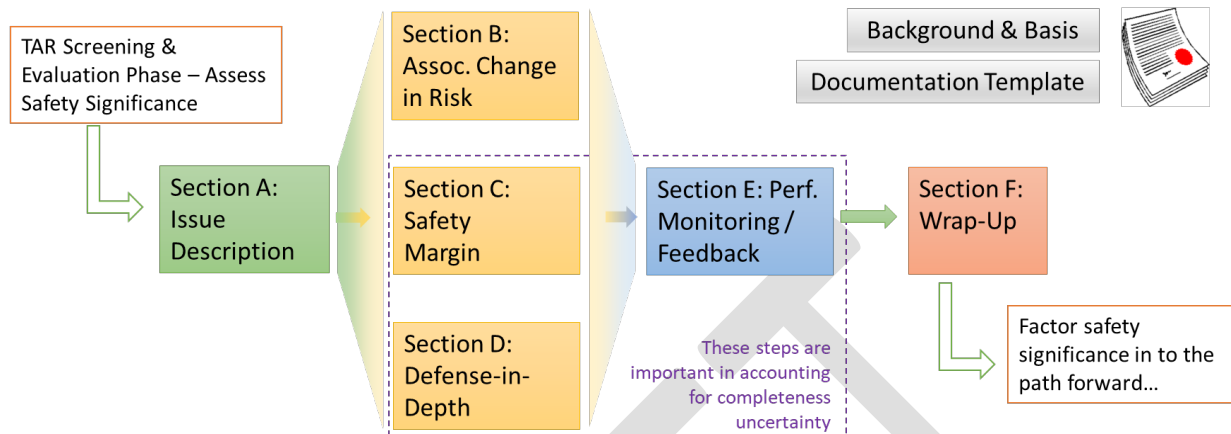 TAR Screening &
Evaluation Phase – Assess
Safety Significance
Section A:
Issue
Description
Section B:
Assoc. Change
in Risk
Section C:
Safety
Margin
Section D:
Defense-in-
Depth
These steps are
important in accounting
for completeness
uncertainty
Section E: Perf.
Monitoring /
Feedback
Section F:
Wrap-Up
Factor safety
significance in to the
path forward…
Background & Basis
Documentation Template